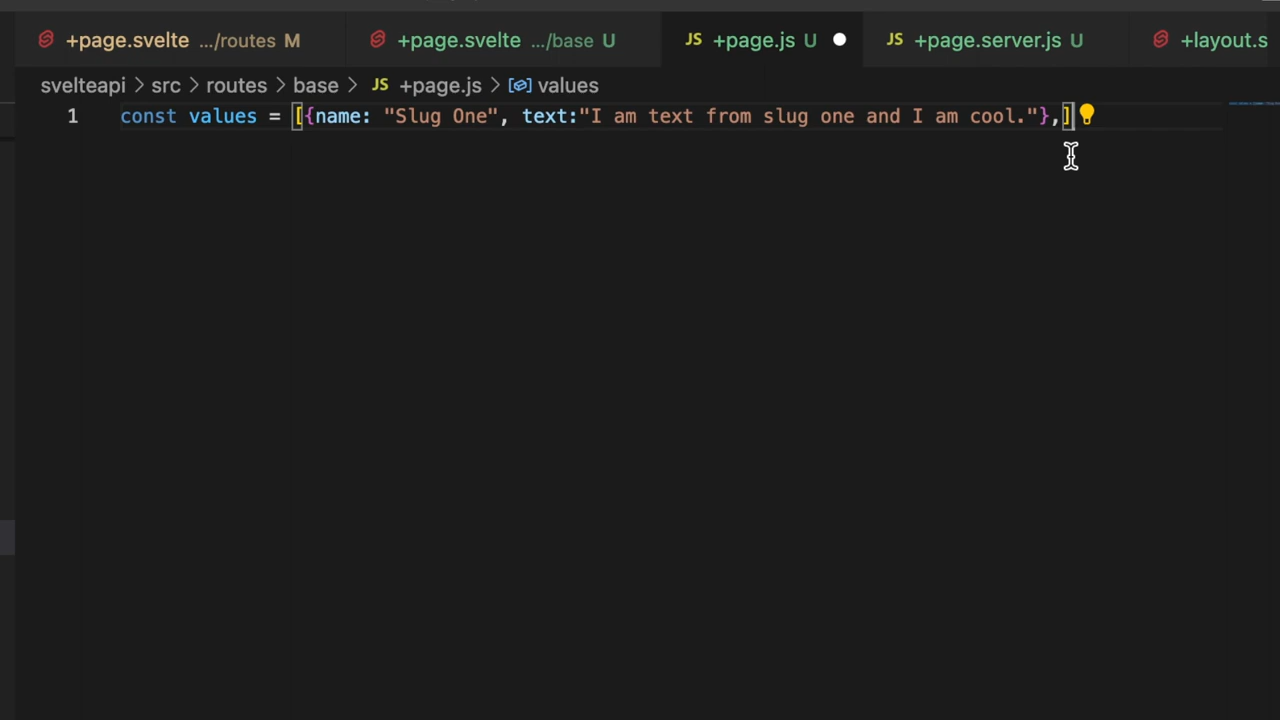 +page.svelte .../routes M +page.svelte .../base U JS +page.js U JS +page.server.js U +layout.s
svelteapi > src > routes > base > JS +page.js > values
1 const values = [{name: "Slug One", text:"I am text from slug one and I am cool."},]